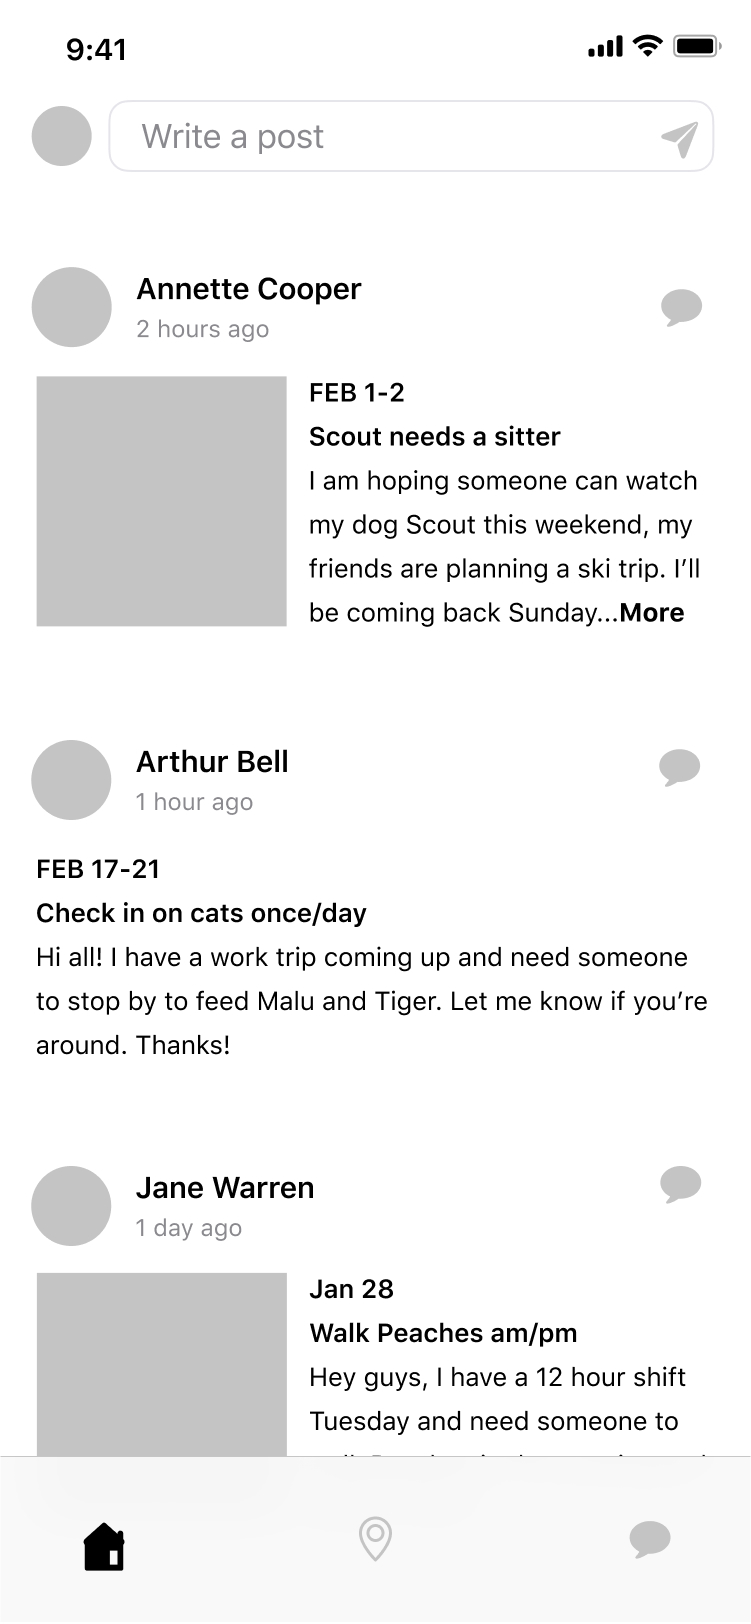 9:41
Write a post
Annette Cooper
2 hours ago
FEB 1-2
Scout needs a sitter
I am hoping someone can watch
my dog Scout this weekend, my
friends are planning a ski trip. I’ll
be coming back Sunday...More
Arthur Bell
1 hour ago
FEB 17-21
Check in on cats once/day
Hi all! I have a work trip coming up and need someone
to stop by to feed Malu and Tiger. Let me know if you’re
around. Thanks!
Jane Warren
1 day ago
Jan 28
Walk Peaches am/pm
Hey guys, I have a 12 hour shift
Tuesday and need someone to